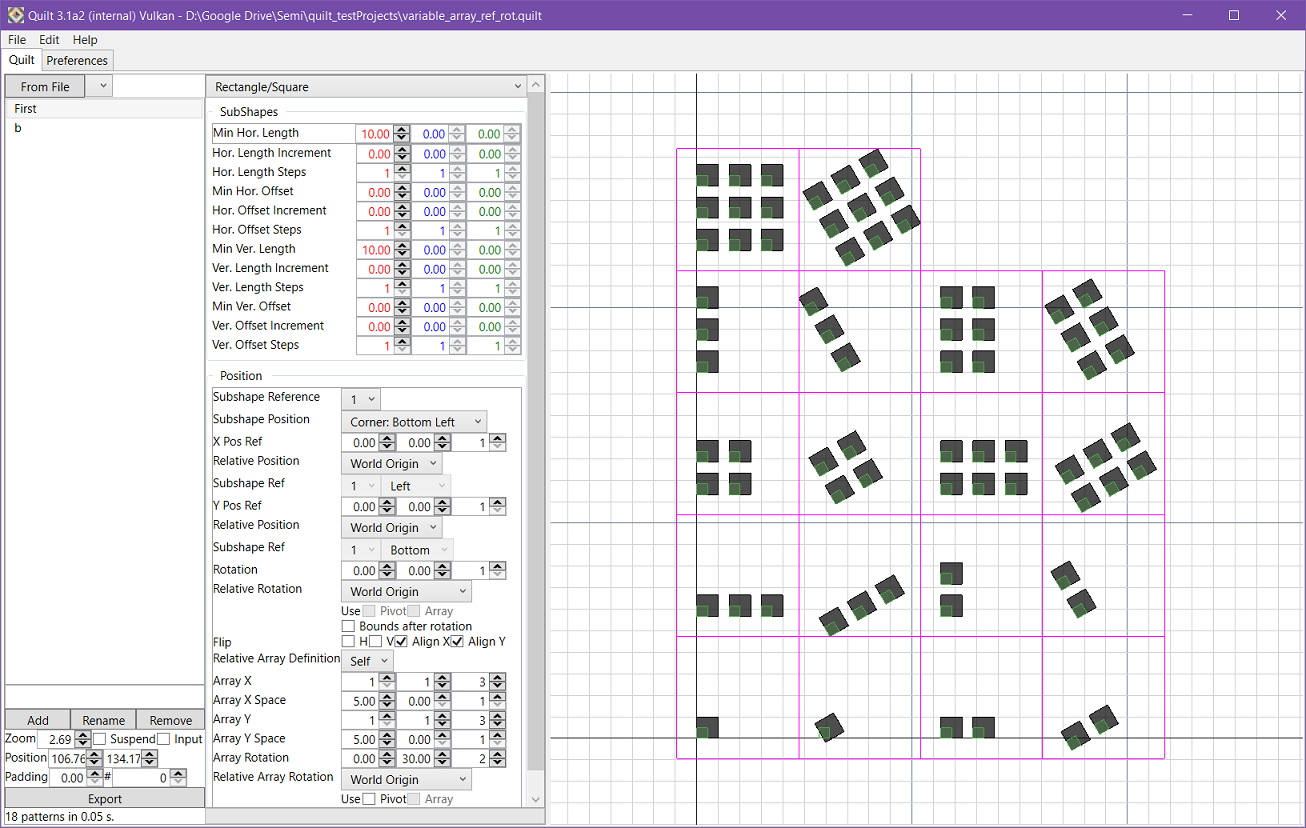 Quilt 3.1a2 (internal) Vulkan - D:\Google Drive\Semi\quilt_testProjects\variable_array_ref_rot.quilt
File Edit Help
Quilt Preferences
From File
First
b
Add Rename Remove
Zoom 2.69 Suspend Input
Position 106.76 134.17
Padding 0.00 # 0
Export
18 patterns in 0.05 s.
Rectangle/Square
SubShapes
Min Hor. Length 10.00 0.00 0.00
Hor. Length Increment 0.00 0.00 0.00
Hor. Length Steps 1 1 1
Min Hor. Offset 0.00 0.00 0.00
Hor. Offset Increment 0.00 0.00 0.00
Hor. Offset Steps 1 1 1
Min Ver. Length 10.00 0.00 0.00
Ver. Length Increment 0.00 0.00 0.00
Ver. Length Steps 1 1 1
Min Ver. Offset 0.00 0.00 0.00
Ver. Offset Increment 0.00 0.00 0.00
Ver. Offset Steps 1 1 1
Position
Subshape Reference 1
Subshape Position Corner: Bottom Left
X Pos Ref 0.00 0.00 1
Relative Position World Origin
Subshape Ref 1 Left
Y Pos Ref 0.00 0.00 1
Relative Position World Origin
Subshape Ref 1 Bottom
Rotation 0.00 0.00 1
Relative Rotation World Origin
Use Pivot Array
Bounds after rotation
Flip H V Align X Align Y
Relative Array Definition Self
Array X 1 1 3
Array X Space 5.00 0.00 1
Array Y 1 1 3
Array Y Space 5.00 0.00 1
Array Rotation 0.00 30.00 2
Relative Array Rotation World Origin
Use Pivot Array